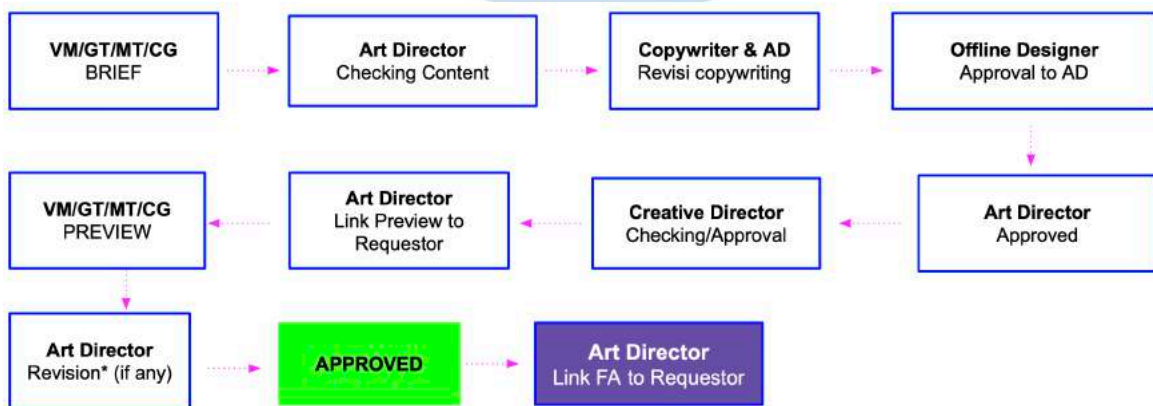 VM/GT/MT/CG
BRIEF
Art Director
Checking Content
Copywriter & AD
Revisi copywriting
Offline Designer
Approval to AD
VM/GT/MT/CG
PREVIEW
Art Director
Link Preview to
Requestor
Creative Director
Checking/Approval
Art Director
Approved
Art Director
Revision* (if any)
APPROVED
Art Director
Link FA to Requestor